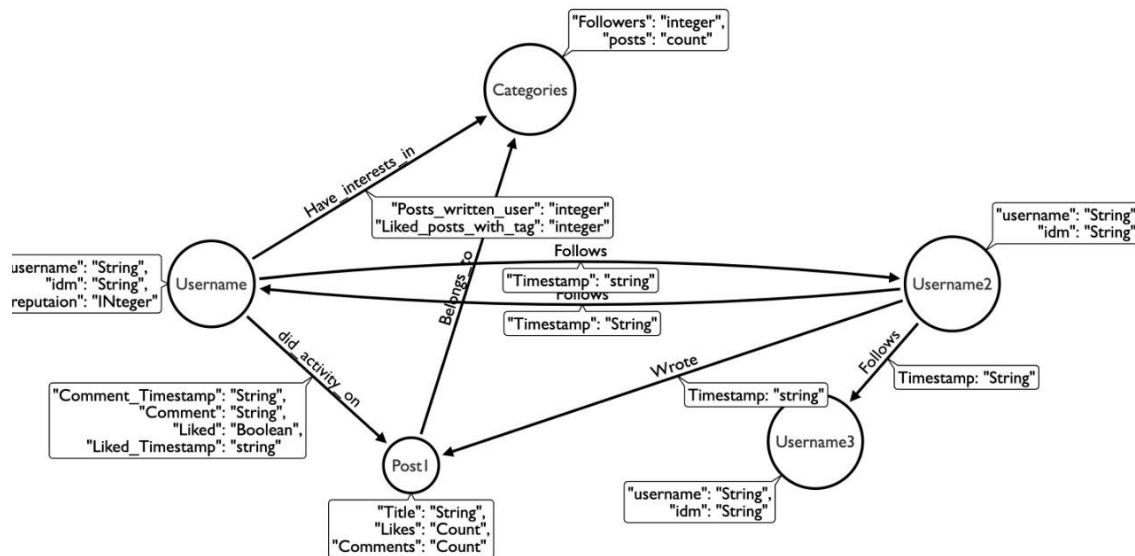 "Followers": "integer",
"posts": "count"
Categories
Have_interests_in
"Posts_written_user": "integer"
"Liked_posts_with_tag": "integer"
"username": "String"
"idm": "String"
username": "String",
"idm": "String",
reputaion": "INteger"
Username
Follows
"Timestamp": "string"
Follows
"Timestamp": "String"
Username2
Belongs_to
did_activity_on
Wrote
Timestamp: "string"
Follows
Timestamp: "String"
"Comment_Timestamp": "String",
"Comment": "String",
"Liked": "Boolean",
"Liked_Timestamp": "string"
Username3
Post1
"username": "String",
"idm": "String"
"Title": "String",
"Likes": "Count",
"Comments": "Count"